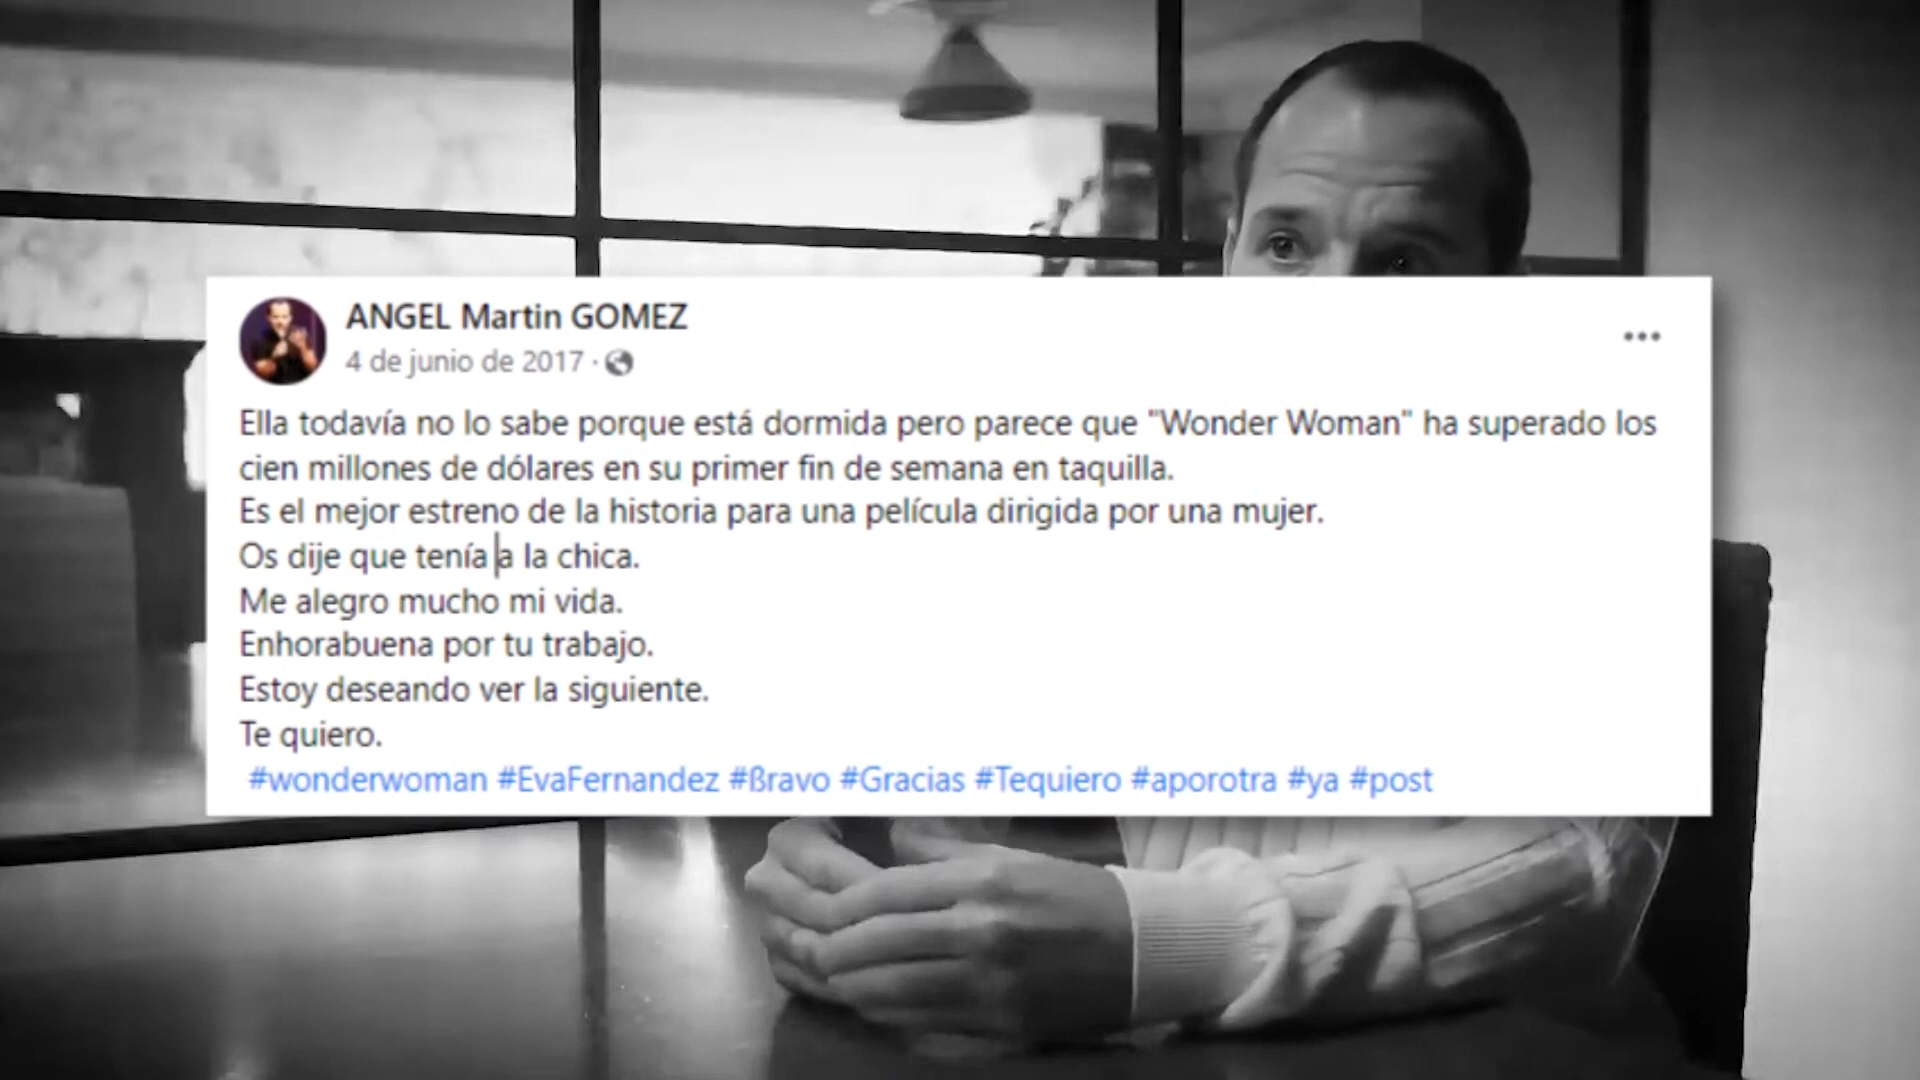 ANGEL Martin GOMEZ
4 de junio de 2017 ·
Ella todavía no lo sabe porque está dormida pero parece que "Wonder Woman" ha superado los
cien millones de dólares en su primer fin de semana en taquilla.
Es el mejor estreno de la historia para una película dirigida por una mujer.
Os dije que tenía a la chica.
Me alegro mucho mi vida.
Enhorabuena por tu trabajo.
Estoy deseando ver la siguiente.
Te quiero.
#wonderwoman #EvaFernandez #Bravo #Gracias #Tequiero #aporotra #ya #post